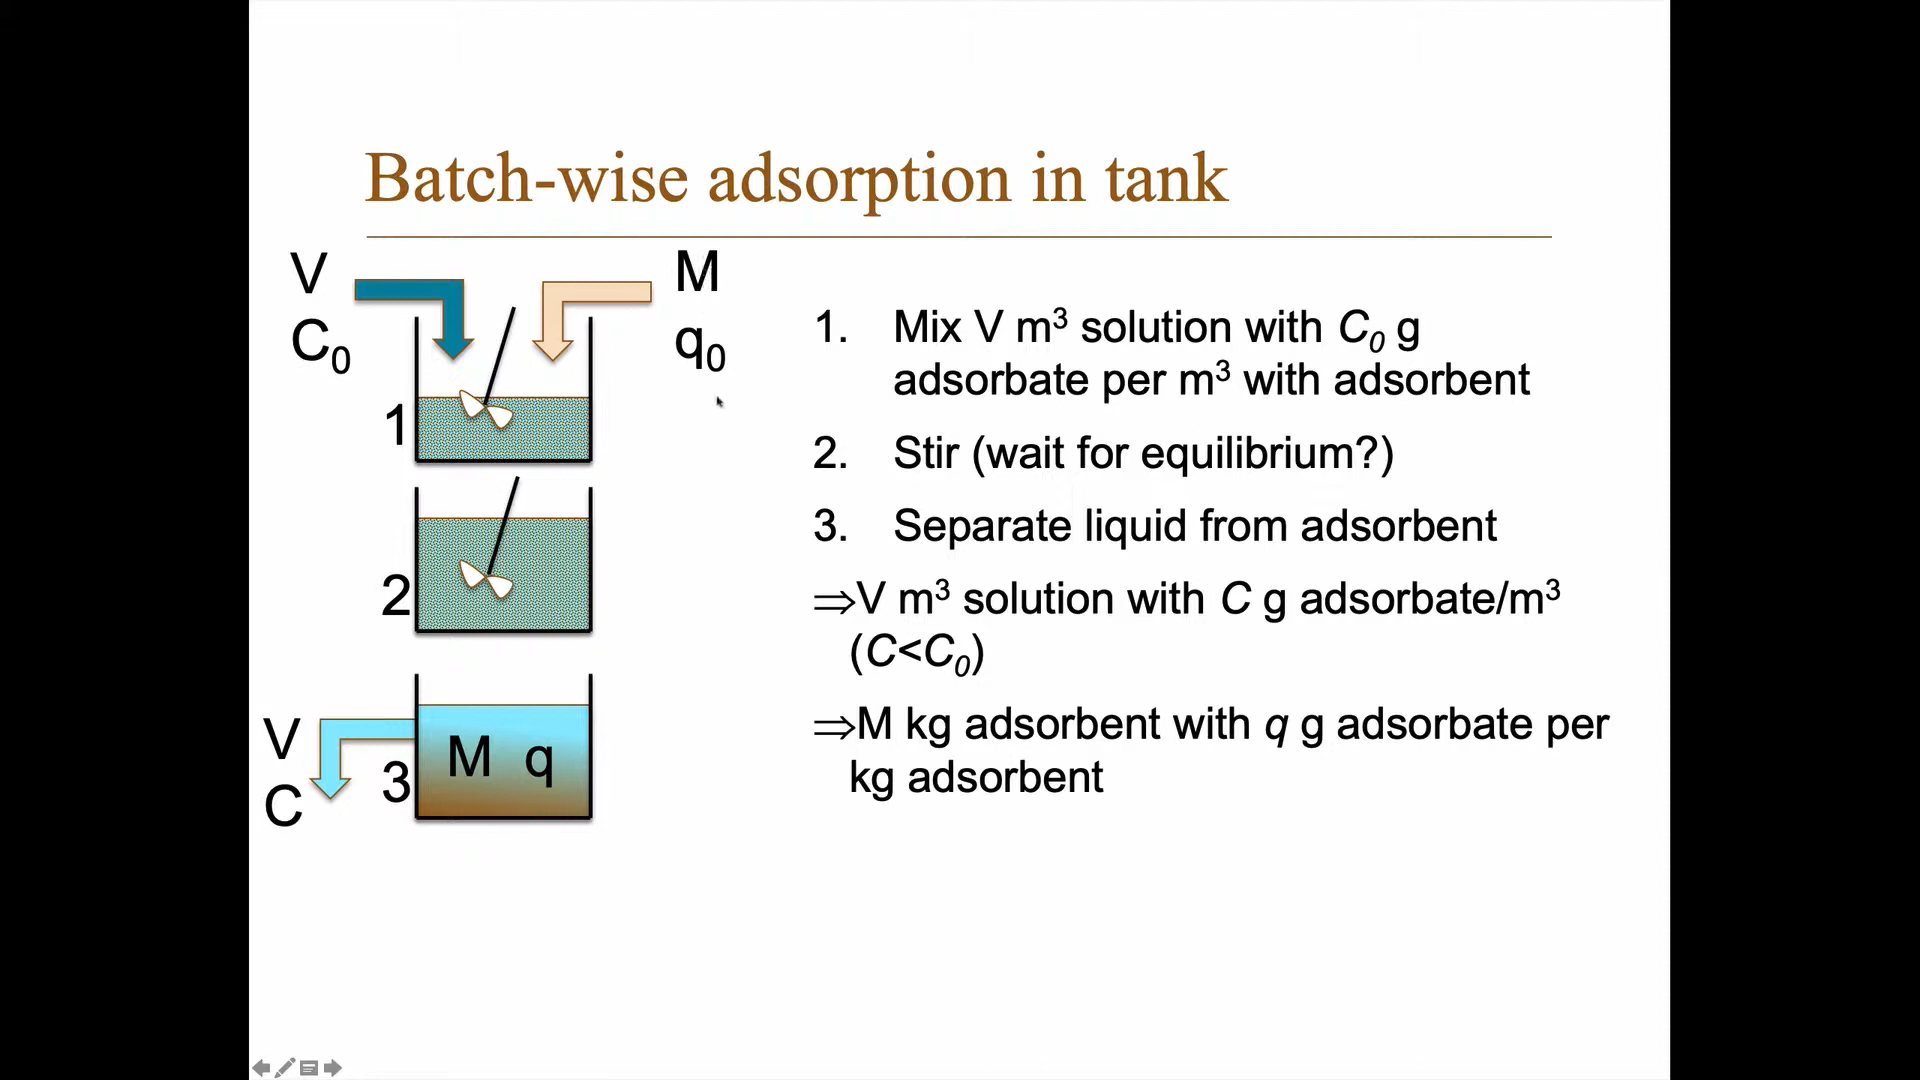 Batch-wise adsorption in tank
V
C₀
M
q₀
1
2
V
C
3
M q
1. Mix V m³ solution with C₀ g
adsorbate per m³ with adsorbent
2. Stir (wait for equilibrium?)
3. Separate liquid from adsorbent
⇒V m³ solution with C g adsorbate/m³
(C<C₀)
⇒M kg adsorbent with q g adsorbate per
kg adsorbent